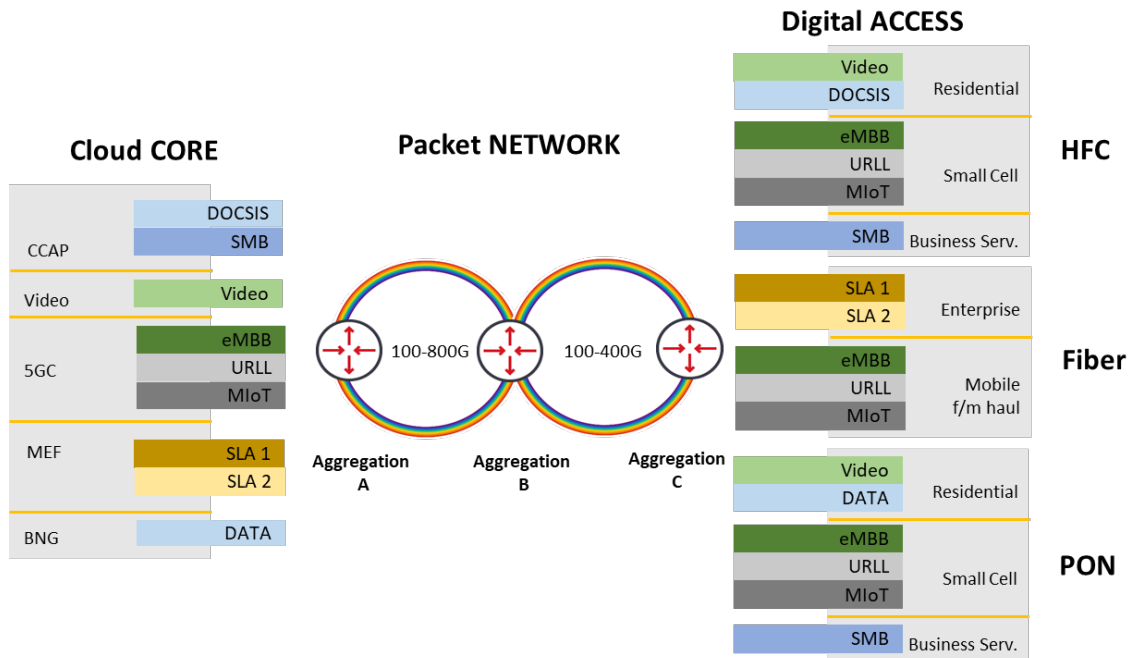 Digital ACCESS
Cloud CORE
Packet NETWORK
DOCSIS
SMB
CCAP
Video
Video
eMBB
URLL
MIoT
5GC
SLA 1
SLA 2
MEF
DATA
BNG
100-800G
100-400G
Aggregation
A
Aggregation
B
Aggregation
C
Video
DOCSIS
Residential
eMBB
URLL
MIoT
Small Cell
SMB
Business Serv.
HFC
SLA 1
SLA 2
Enterprise
eMBB
URLL
MIoT
Mobile
f/m haul
Fiber
Video
DATA
Residential
eMBB
URLL
MIoT
Small Cell
SMB
Business Serv.
PON